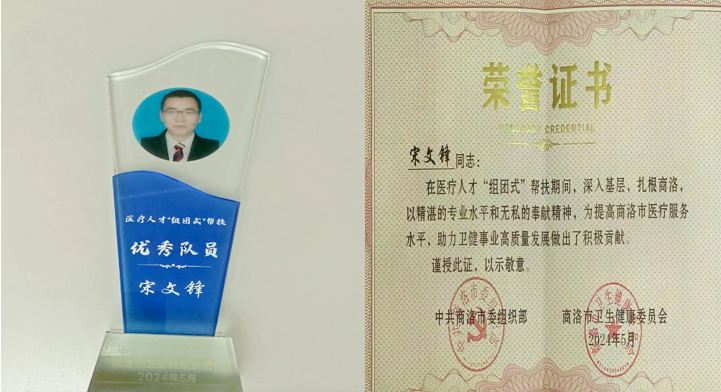 医疗人才“组团式”帮扶
优秀队员
宋文锋
2024年5月
荣誉证书
HONORARY CREDENTIAL
宋文锋同志：
在医疗人才“组团式”帮扶期间，深入基层，扎根商洛，
以精湛的专业水平和无私的奉献精神，为提高商洛市医疗服务
水平，助力卫健事业高质量发展做出了积极贡献。
谨授此证，以示敬意。
中共商洛市委组织部
商洛市卫生健康委员会
2024年5月